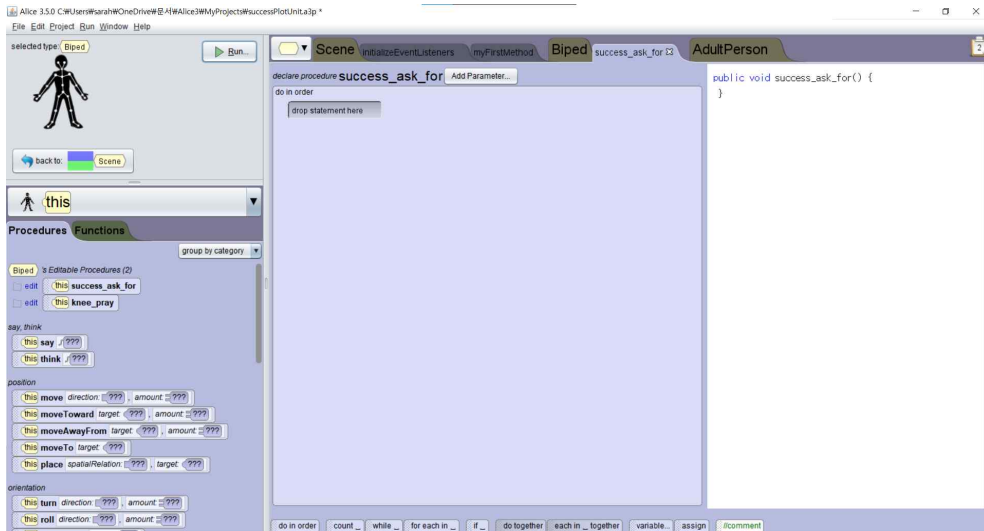 Alice 3.5.0 C:₩Users₩sarah₩OneDrive₩문서₩Alice3₩MyProjects₩successPlotUnit.a3p *
File Edit Project Run Window Help
selected type: Biped
Run...
back to: Scene
this
Procedures Functions
group by category
Biped 's Editable Procedures (2)
edit this success_ask_for
edit this knee_pray
say, think
this say ???
this think ???
position
this move direction: ??? , amount: ???
this moveToward target: ??? , amount: ???
this moveAwayFrom target: ??? , amount: ???
this moveTo target: ???
this place spatialRelation: ??? , target: ???
orientation
this turn direction: ??? , amount: ???
this roll direction: ??? , amount: ???
Scene initializeEventListeners myFirstMethod Biped success_ask_for AdultPerson
2
declare procedure success_ask_for Add Parameter...
do in order
drop statement here
public void success_ask_for() {
}
do in order count _ while _ for each in _ if _ do together each in _ together variable... assign //comment